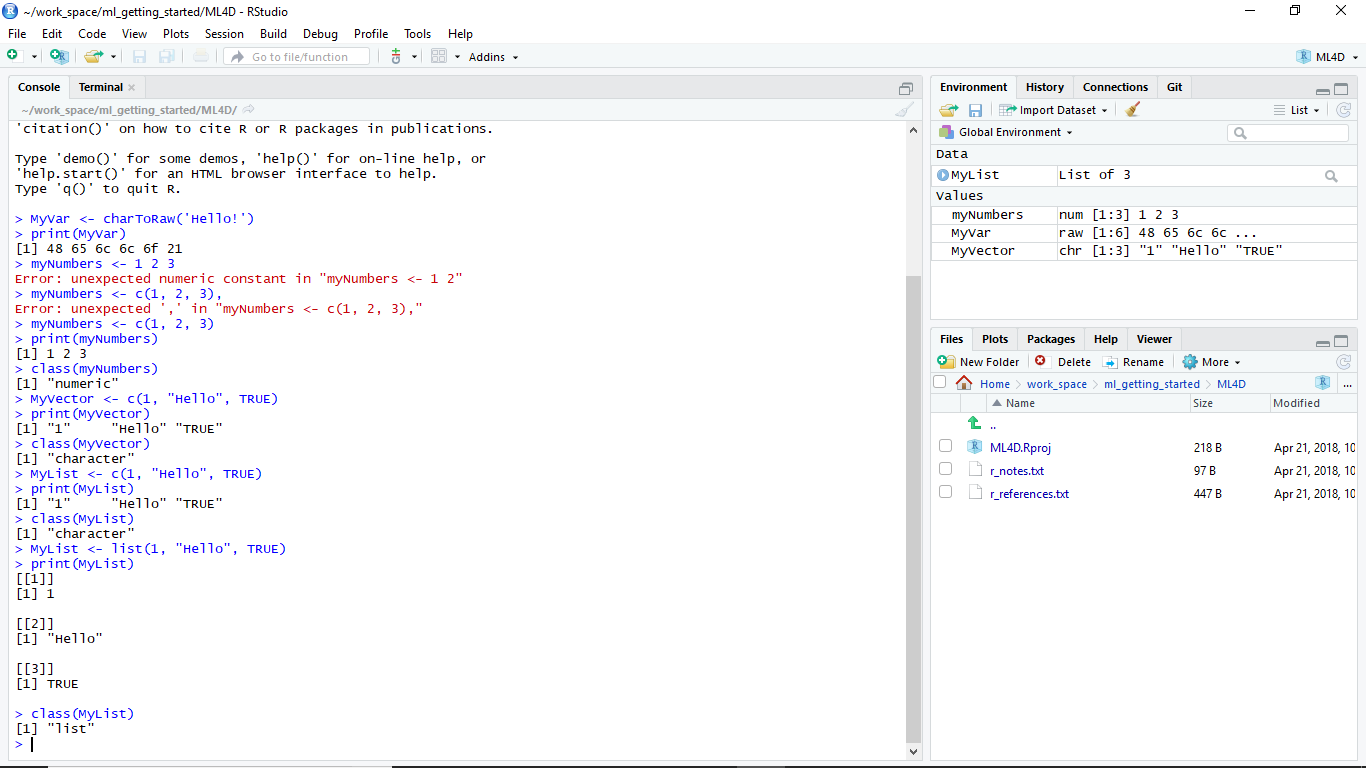 ~/work_space/ml_getting_started/ML4D - RStudio
File Edit Code View Plots Session Build Debug Profile Tools Help
Go to file/function Addins ML4D
Console Terminal
~/work_space/ml_getting_started/ML4D/
'citation()' on how to cite R or R packages in publications.
Type 'demo()' for some demos, 'help()' for on-line help, or
'help.start()' for an HTML browser interface to help.
Type 'q()' to quit R.
> MyVar <- charToRaw('Hello!')
> print(MyVar)
[1] 48 65 6c 6c 6f 21
> myNumbers <- 1 2 3
Error: unexpected numeric constant in "myNumbers <- 1 2"
> myNumbers <- c(1, 2, 3),
Error: unexpected ',' in "myNumbers <- c(1, 2, 3),"
> myNumbers <- c(1, 2, 3)
> print(myNumbers)
[1] 1 2 3
> class(myNumbers)
[1] "numeric"
> MyVector <- c(1, "Hello", TRUE)
> print(MyVector)
[1] "1"     "Hello" "TRUE"
> class(MyVector)
[1] "character"
> MyList <- c(1, "Hello", TRUE)
> print(MyList)
[1] "1"     "Hello" "TRUE"
> class(MyList)
[1] "character"
> MyList <- list(1, "Hello", TRUE)
> print(MyList)
[[1]]
[1] 1
[[2]]
[1] "Hello"
[[3]]
[1] TRUE
> class(MyList)
[1] "list"
>
Environment History Connections Git
Import Dataset List
Global Environment
Data
MyList List of 3
Values
myNumbers num [1:3] 1 2 3
MyVar raw [1:6] 48 65 6c 6c ...
MyVector chr [1:3] "1" "Hello" "TRUE"
Files Plots Packages Help Viewer
New Folder Delete Rename More
Home work_space ml_getting_started ML4D R ...
Name Size Modified
..
ML4D.Rproj 218 B Apr 21, 2018, 10
r_notes.txt 97 B Apr 21, 2018, 10
r_references.txt 447 B Apr 21, 2018, 10